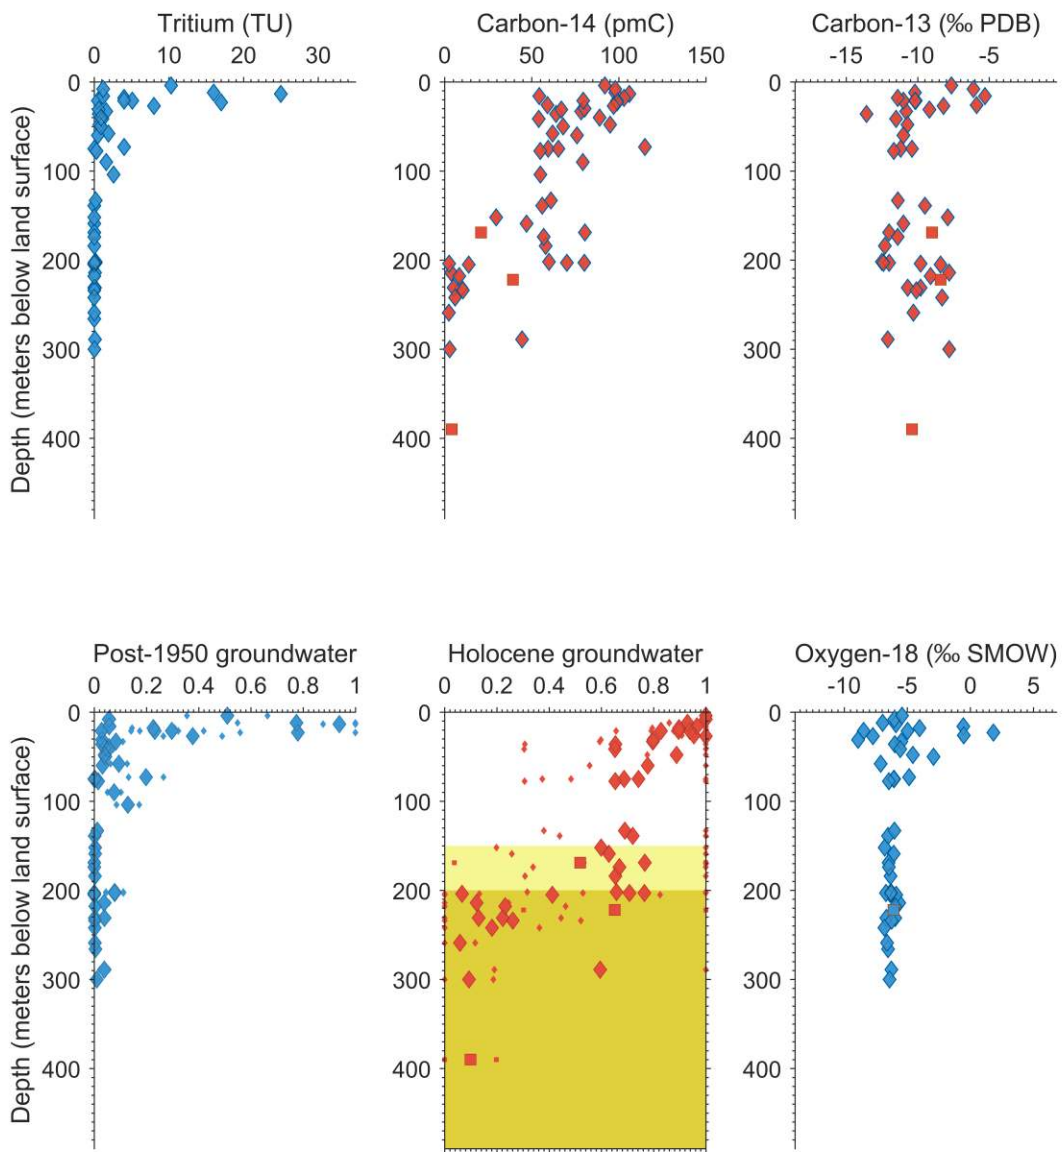 Tritium (TU) Carbon-14 (pmC) Carbon-13 (‰ PDB)
0 10 20 30 0 50 100 150 -15 -10 -5
0 0 0
100 100 100
200 200 200
300 300 300
400 400 400
Depth (meters below land surface)
Post-1950 groundwater Holocene groundwater Oxygen-18 (‰ SMOW)
0 0.2 0.4 0.6 0.8 1 0 0.2 0.4 0.6 0.8 1 -10 -5 0 5
0 0 0
100 100 100
200 200 200
300 300 300
400 400 400
Depth (meters below land surface)